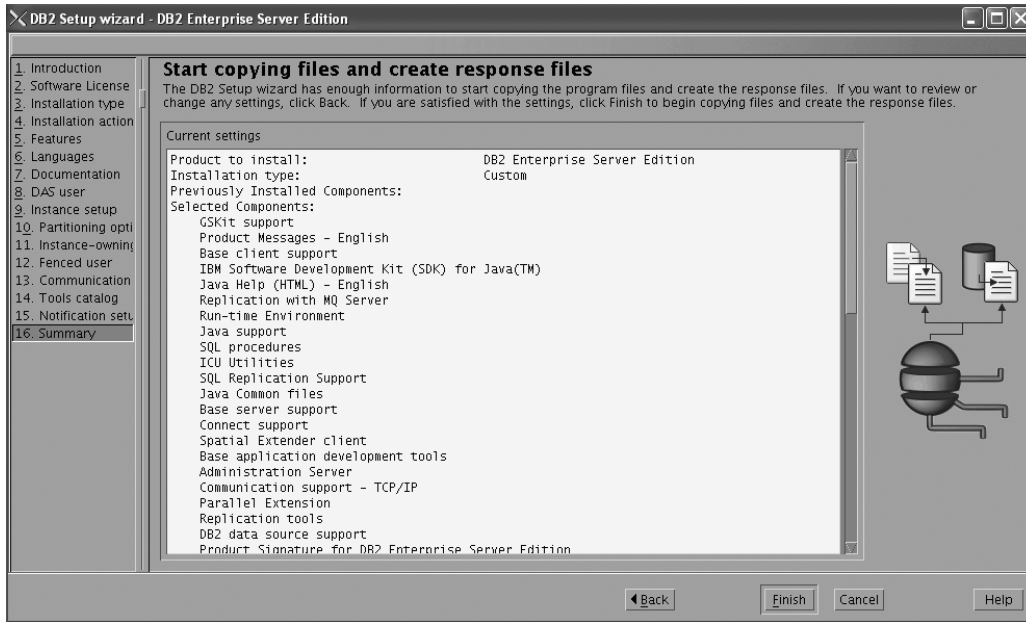 DB2 Setup wizard - DB2 Enterprise Server Edition
1. Introduction
2. Software License
3. Installation type
4. Installation action
5. Features
6. Languages
7. Documentation
8. DAS user
9. Instance setup
10. Partitioning opti
11. Instance-owning
12. Fenced user
13. Communication
14. Tools catalog
15. Notification setu
16. Summary
Start copying files and create response files
The DB2 Setup wizard has enough information to start copying the program files and create the response files. If you want to review or
change any settings, click Back. If you are satisfied with the settings, click Finish to begin copying files and create the response files.
Current settings
Product to install: DB2 Enterprise Server Edition
Installation type: Custom
Previously Installed Components:
Selected Components:
GSKit support
Product Messages - English
Base client support
IBM Software Development Kit (SDK) for Java(TM)
Java Help (HTML) - English
Replication with MQ Server
Run-time Environment
Java support
SQL procedures
ICU Utilities
SQL Replication Support
Java Common files
Base server support
Connect support
Spatial Extender client
Base application development tools
Administration Server
Communication support - TCP/IP
Parallel Extension
Replication tools
DB2 data source support
Product Signature for DB2 Enterprise Server Edition
Back
Finish
Cancel
Help